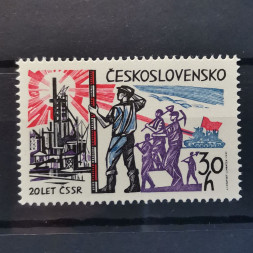 ČESKOSLOVENSKO
30
h
20 LET ČSSR